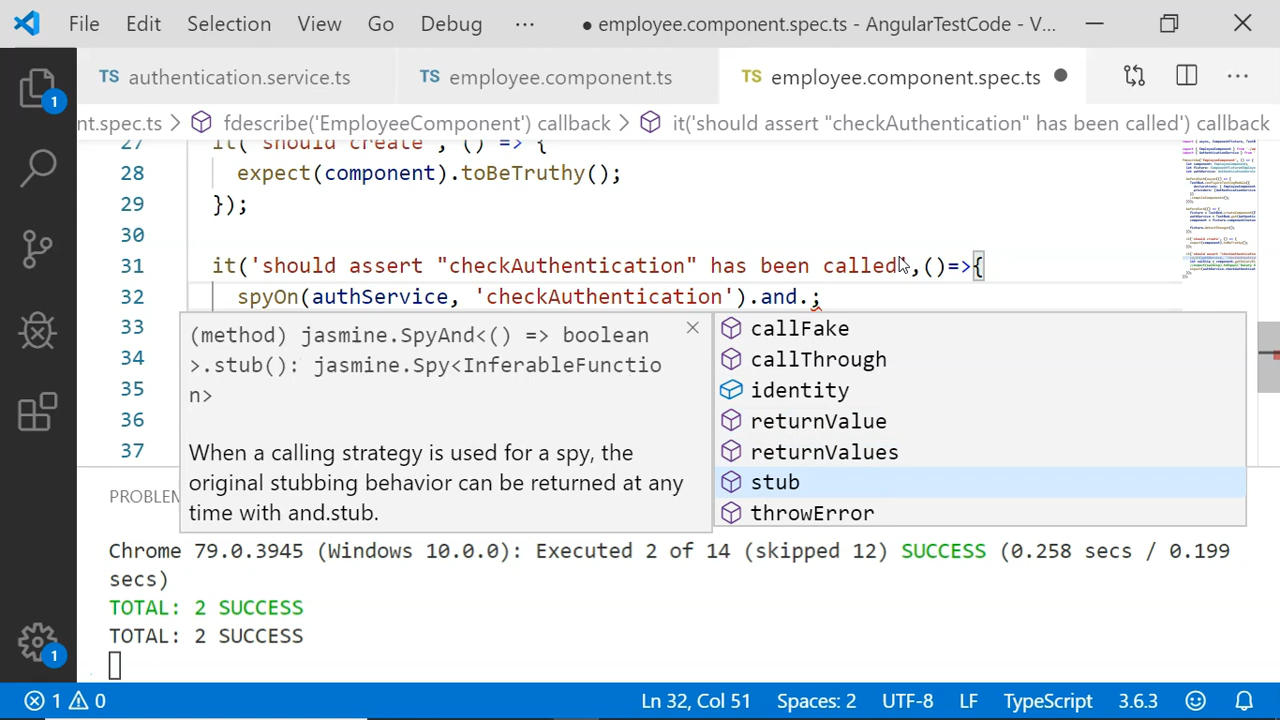 File Edit Selection View Go Debug ··· ● employee.component.spec.ts - AngularTestCode - V...
TS authentication.service.ts TS employee.component.ts TS employee.component.spec.ts ● ···
nt.spec.ts > fdescribe('EmployeeComponent') callback > it('should assert "checkAuthentication" has been called') callback
27 it('should create', () => {
28 expect(component).toBeTruthy();
29 });
30
31 it('should assert "checkAuthentication" has been called',()=>{
32 spyOn(authService, 'checkAuthentication').and.;
33
34
35
36
37
(method) jasmine.SpyAnd<() => boolean
>.stub(): jasmine.Spy<InferableFunctio
n>
When a calling strategy is used for a spy, the
original stubbing behavior can be returned at any
time with and.stub.
callFake
callThrough
identity
returnValue
returnValues
stub
throwError
PROBLEM
Chrome 79.0.3945 (Windows 10.0.0): Executed 2 of 14 (skipped 12) SUCCESS (0.258 secs / 0.199
secs)
TOTAL: 2 SUCCESS
TOTAL: 2 SUCCESS
1
1
1 0 Ln 32, Col 51 Spaces: 2 UTF-8 LF TypeScript 3.6.3